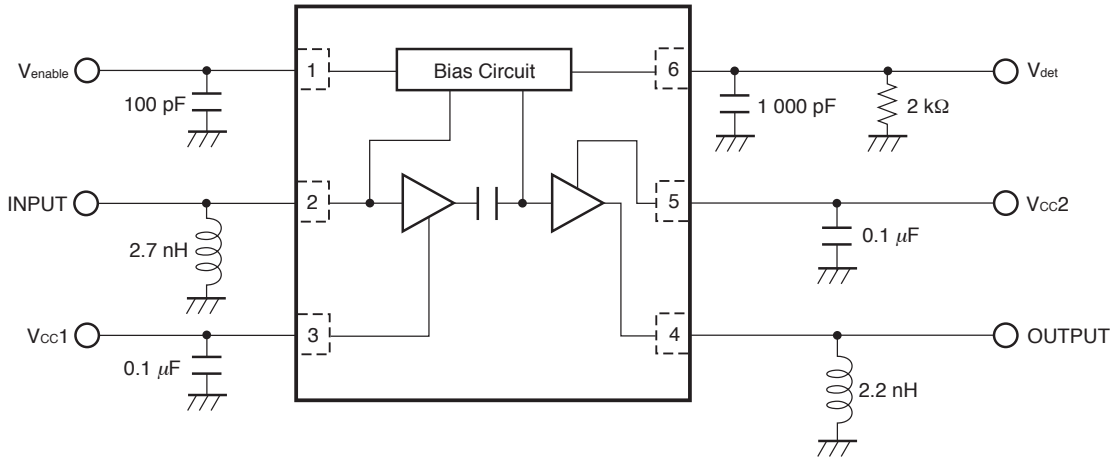 Venable
100 pF
1
Bias Circuit
6
Vdet
1 000 pF
2 kΩ
INPUT
2
5
VCC2
2.7 nH
0.1 μF
VCC1
3
4
OUTPUT
0.1 μF
2.2 nH